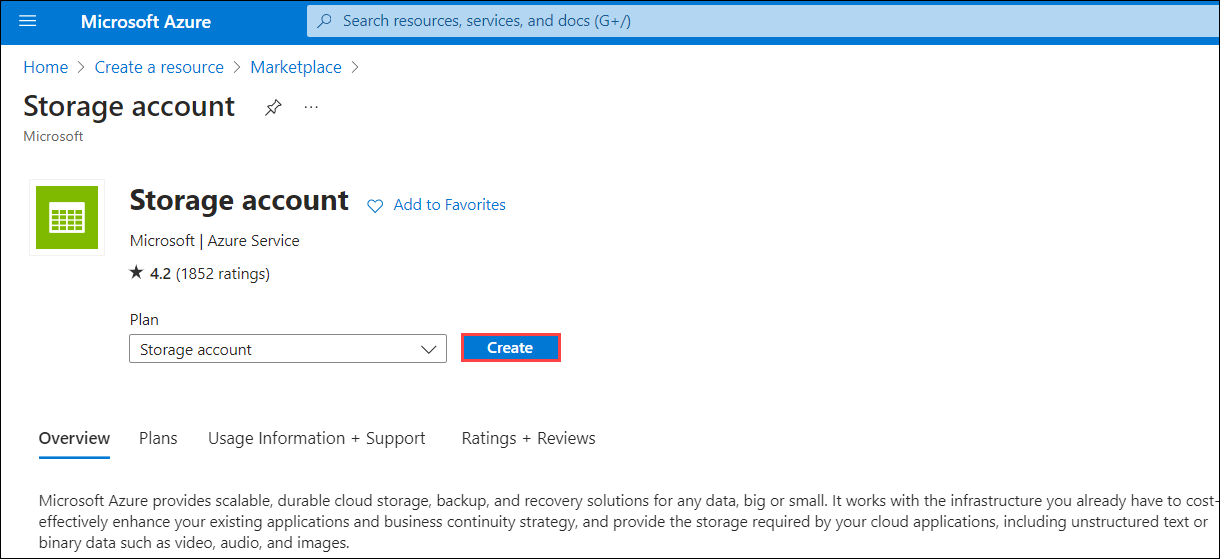 Microsoft Azure
Search resources, services, and docs (G+/)
Home > Create a resource > Marketplace >
Storage account ...
Microsoft
Storage account Add to Favorites
Microsoft | Azure Service
★ 4.2 (1852 ratings)
Plan
Storage account Create
Overview Plans Usage Information + Support Ratings + Reviews
Microsoft Azure provides scalable, durable cloud storage, backup, and recovery solutions for any data, big or small. It works with the infrastructure you already have to cost-
effectively enhance your existing applications and business continuity strategy, and provide the storage required by your cloud applications, including unstructured text or
binary data such as video, audio, and images.